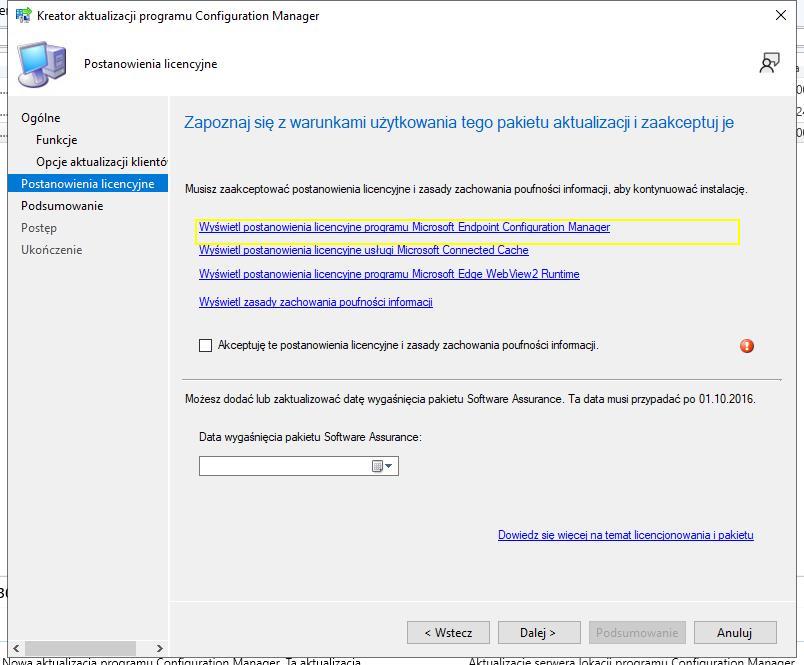 Kreator aktualizacji programu Configuration Manager
Postanowienia licencyjne
Ogólne
Funkcje
Opcje aktualizacji klientó
Postanowienia licencyjne
Podsumowanie
Postęp
Ukończenie
Zapoznaj się z warunkami użytkowania tego pakietu aktualizacji i zaakceptuj je
Musisz zaakceptować postanowienia licencyjne i zasady zachowania poufności informacji, aby kontynuować instalację.
Wyświetl postanowienia licencyjne programu Microsoft Endpoint Configuration Manager
Wyświetl postanowienia licencyjne usługi Microsoft Connected Cache
Wyświetl postanowienia licencyjne programu Microsoft Edge WebView2 Runtime
Wyświetl zasady zachowania poufności informacji
Akceptuję te postanowienia licencyjne i zasady zachowania poufności informacji.
Możesz dodać lub zaktualizować datę wygaśnięcia pakietu Software Assurance. Ta data musi przypadać po 01.10.2016.
Data wygaśnięcia pakietu Software Assurance:
Dowiedz się więcej na temat licencjonowania i pakietu
< Wstecz
Dalej >
Podsumowanie
Anuluj
Nowa aktualizacja programu Configuration Manager. Ta aktualizacja
Aktualizacje serwera lokacji programu Configuration Manager